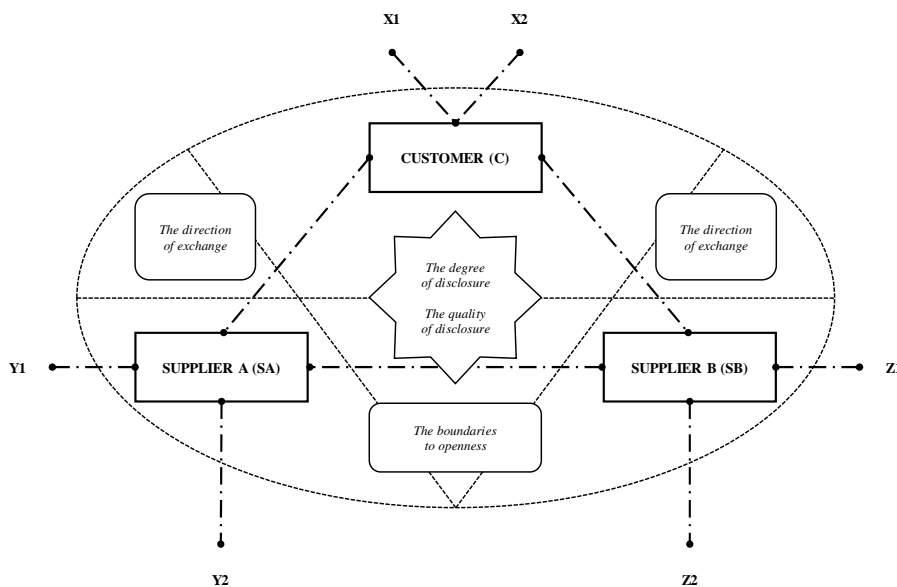 X1
X2
CUSTOMER (C)
The direction
of exchange
The direction
of exchange
The degree
of disclosure
The quality
of disclosure
Y1
SUPPLIER A (SA)
SUPPLIER B (SB)
Z1
The boundaries
to openness
Y2
Z2